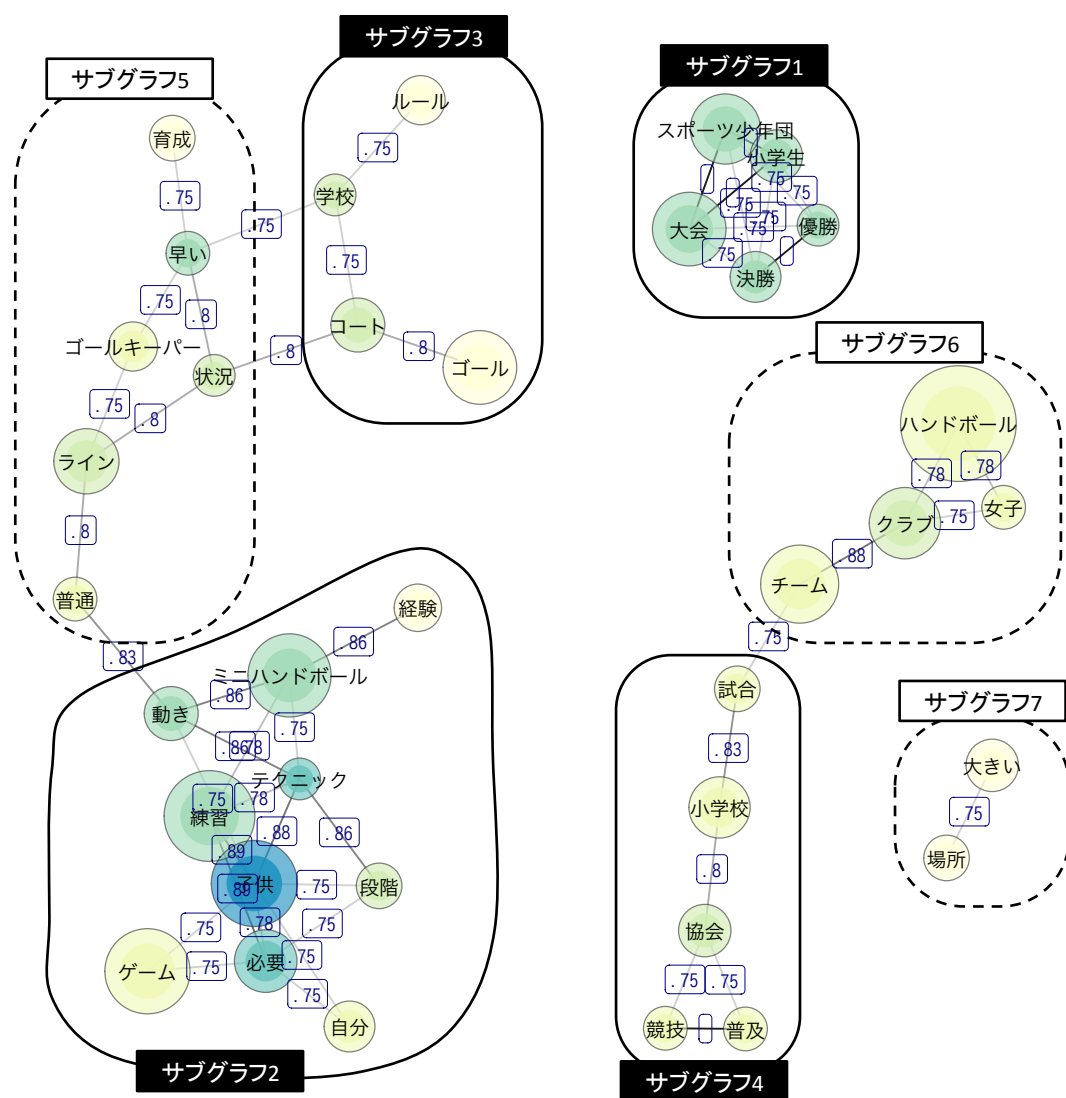 サブグラフ3
サブグラフ1
サブグラフ5
ルール
スポーツ少年団
育成
.75
小学生
.75
学校
.75
.75
.75
.75
.75
.75
大会
.75
優勝
早い
.75
.75
決勝
.75
.8
コート
サブグラフ6
ゴールキーパー
.8
.8
ゴール
状況
.75
.8
ハンドボール
ライン
.78
.78
女子
クラブ
.75
.8
.88
チーム
普通
経験
.75
.83
.86
ミニハンドボール
試合
.86
サブグラフ7
動き
.75
.86
.78
.83
大きい
テクニック
.75
.78
練習
小学校
.75
.88
.86
.89
場所
.8
子供
.89
.75
段階
.75
.78
.75
協会
.75
必要
ゲーム
.75
.75
.75
.75
自分
競技
普及
サブグラフ2
サブグラフ4